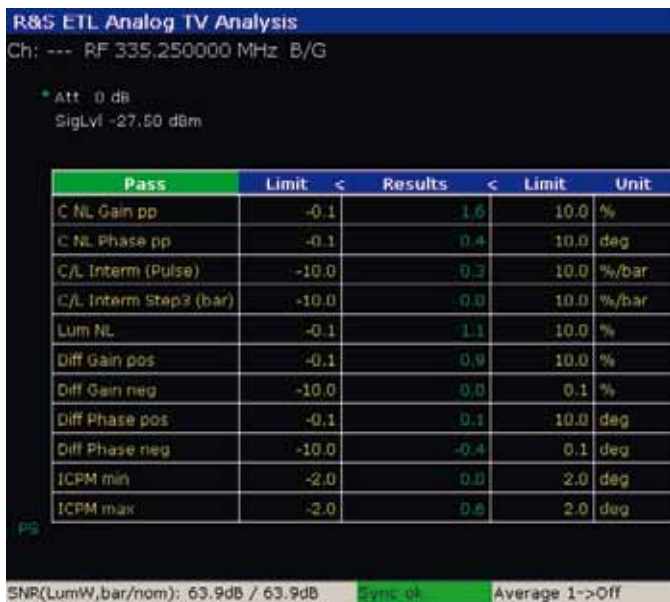 R&S ETL Analog TV Analysis
Ch: --- RF 335.250000 MHz B/G
* Att 0 dB
SigLvl -27.50 dBm
Pass Limit < Results < Limit Unit
C NL Gain pp -0.1 1.6 10.0 %
C NL Phase pp -0.1 0.4 10.0 deg
C/L Interm (Pulse) -10.0 0.3 10.0 %/bar
C/L Interm Step3 (bar) -10.0 0.0 10.0 %/bar
Lum NL -0.1 1.1 10.0 %
Diff Gain pos -0.1 0.9 10.0 %
Diff Gain neg -10.0 0.0 0.1 %
Diff Phase pos -0.1 0.1 10.0 deg
Diff Phase neg -10.0 -0.4 0.1 deg
ICPM min -2.0 0.0 2.0 deg
ICPM max -2.0 0.6 2.0 deg
PS
SNR(LumW,bar/nom): 63.9dB / 63.9dB Sync ok Average 1->Off